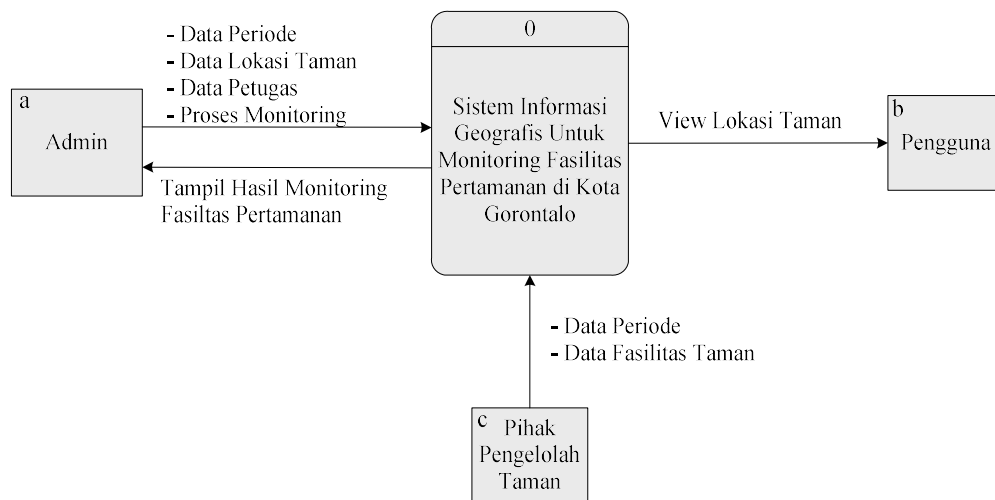 a
Admin
- Data Periode
- Data Lokasi Taman
- Data Petugas
- Proses Monitoring
Tampil Hasil Monitoring
Fasiltas Pertamanan
0
Sistem Informasi
Geografis Untuk
Monitoring Fasilitas
Pertamanan di Kota
Gorontalo
View Lokasi Taman
b
Pengguna
- Data Periode
- Data Fasilitas Taman
c
Pihak
Pengelolah
Taman